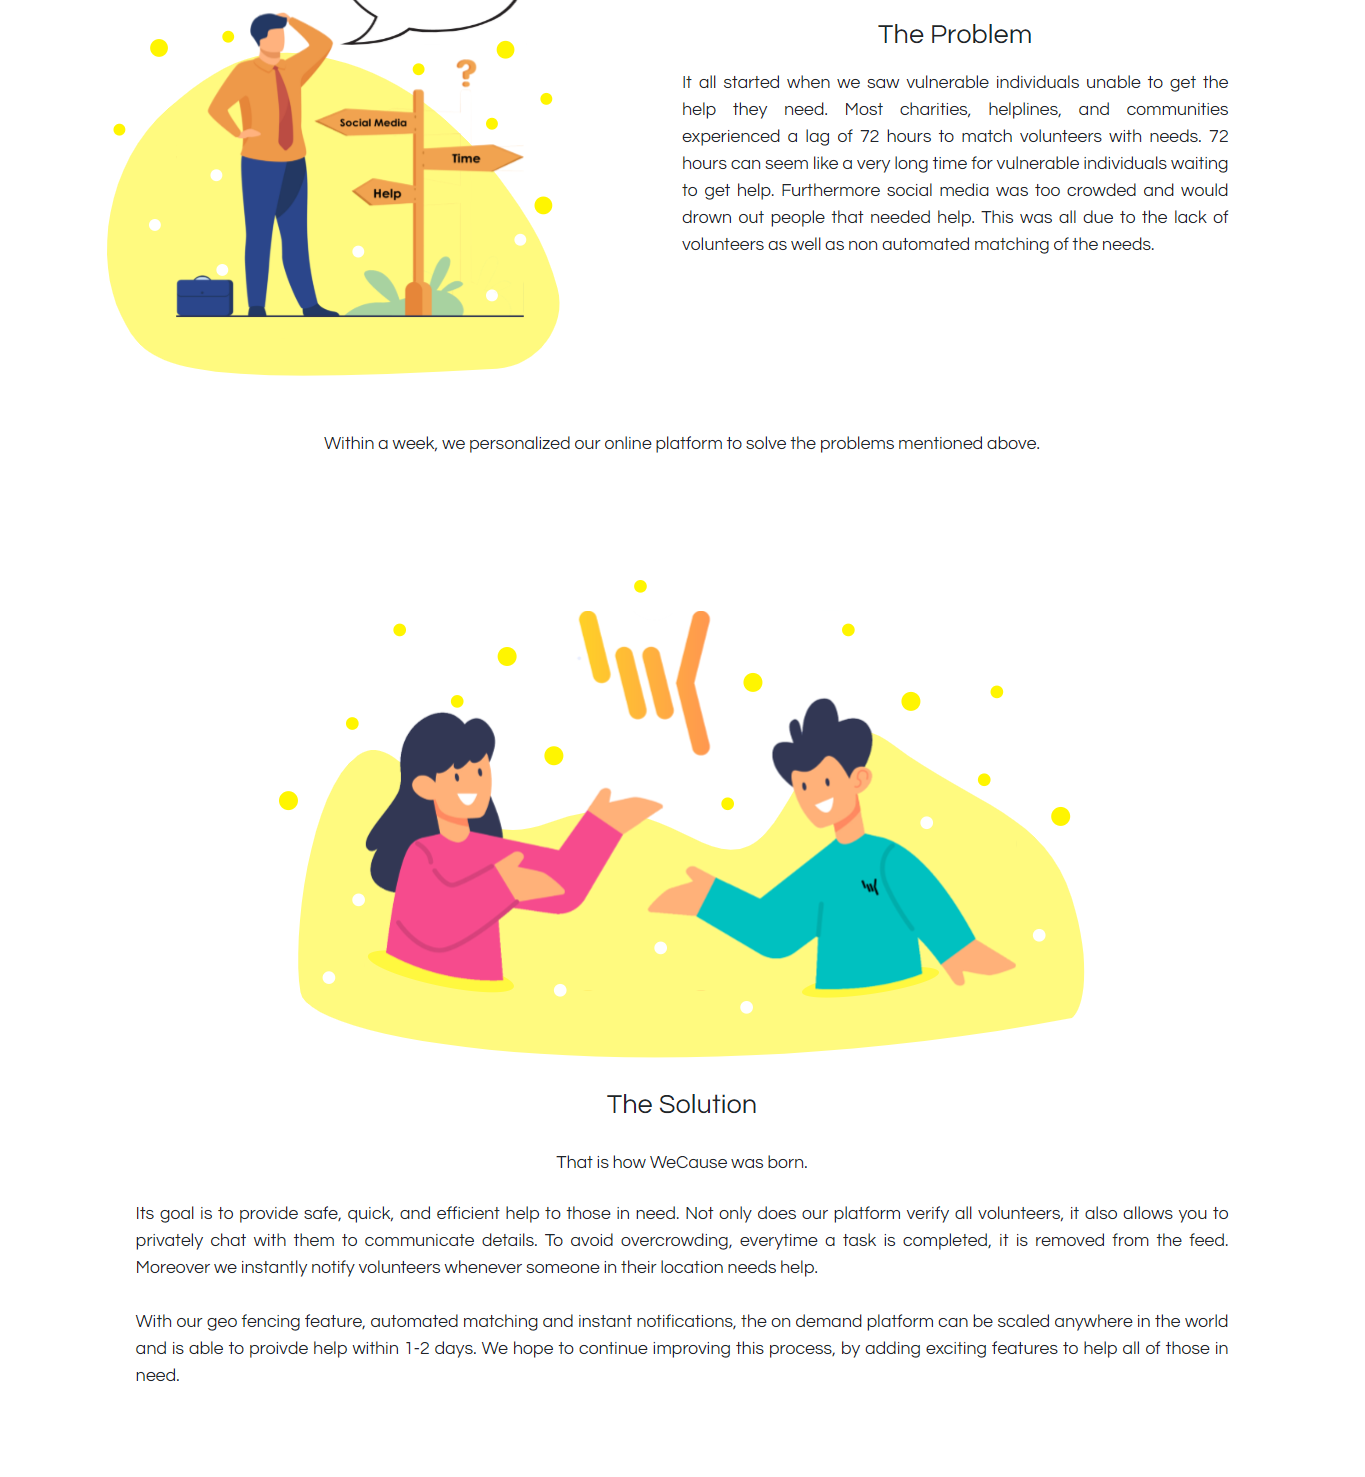 The Problem
It all started when we saw vulnerable individuals unable to get the
help they need. Most charities, helplines, and communities
experienced a lag of 72 hours to match volunteers with needs. 72
hours can seem like a very long time for vulnerable individuals waiting
to get help. Furthermore social media was too crowded and would
drown out people that needed help. This was all due to the lack of
volunteers as well as non automated matching of the needs.
?
Social Media
Time
Help
Within a week, we personalized our online platform to solve the problems mentioned above.
The Solution
That is how WeCause was born.
Its goal is to provide safe, quick, and efficient help to those in need. Not only does our platform verify all volunteers, it also allows you to
privately chat with them to communicate details. To avoid overcrowding, everytime a task is completed, it is removed from the feed.
Moreover we instantly notify volunteers whenever someone in their location needs help.
With our geo fencing feature, automated matching and instant notifications, the on demand platform can be scaled anywhere in the world
and is able to proivde help within 1-2 days. We hope to continue improving this process, by adding exciting features to help all of those in
need.